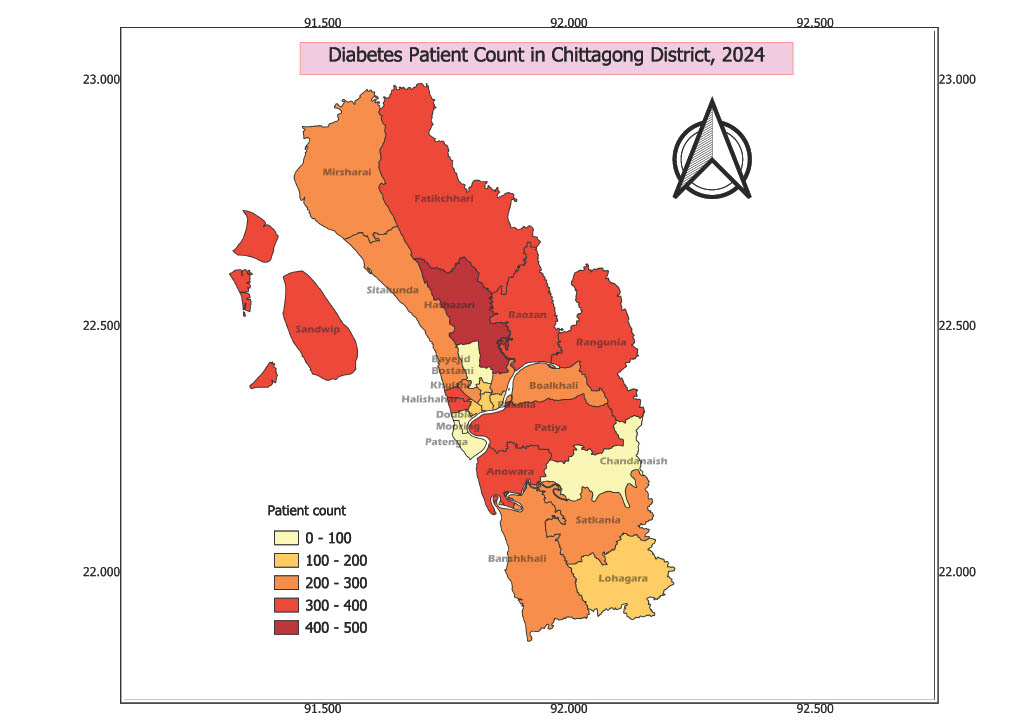 91.500 92.000 92.500
Diabetes Patient Count in Chittagong District, 2024
23.000 23.000
Mirsharai
Fatikchhari
Sitakunda
Hathazari
Raozan
22.500 22.500
Sandwip
Rangunia
Bayejid
Bostami
Khulshi
Boalkhali
Halishahar
Bakalia
Double
Mooring
Patiya
Patenga
Chandanaish
Anowara
Patient count
Satkania
0 - 100
100 - 200
Banshkhali
22.000 22.000
Lohagara
200 - 300
300 - 400
400 - 500
91.500 92.000 92.500